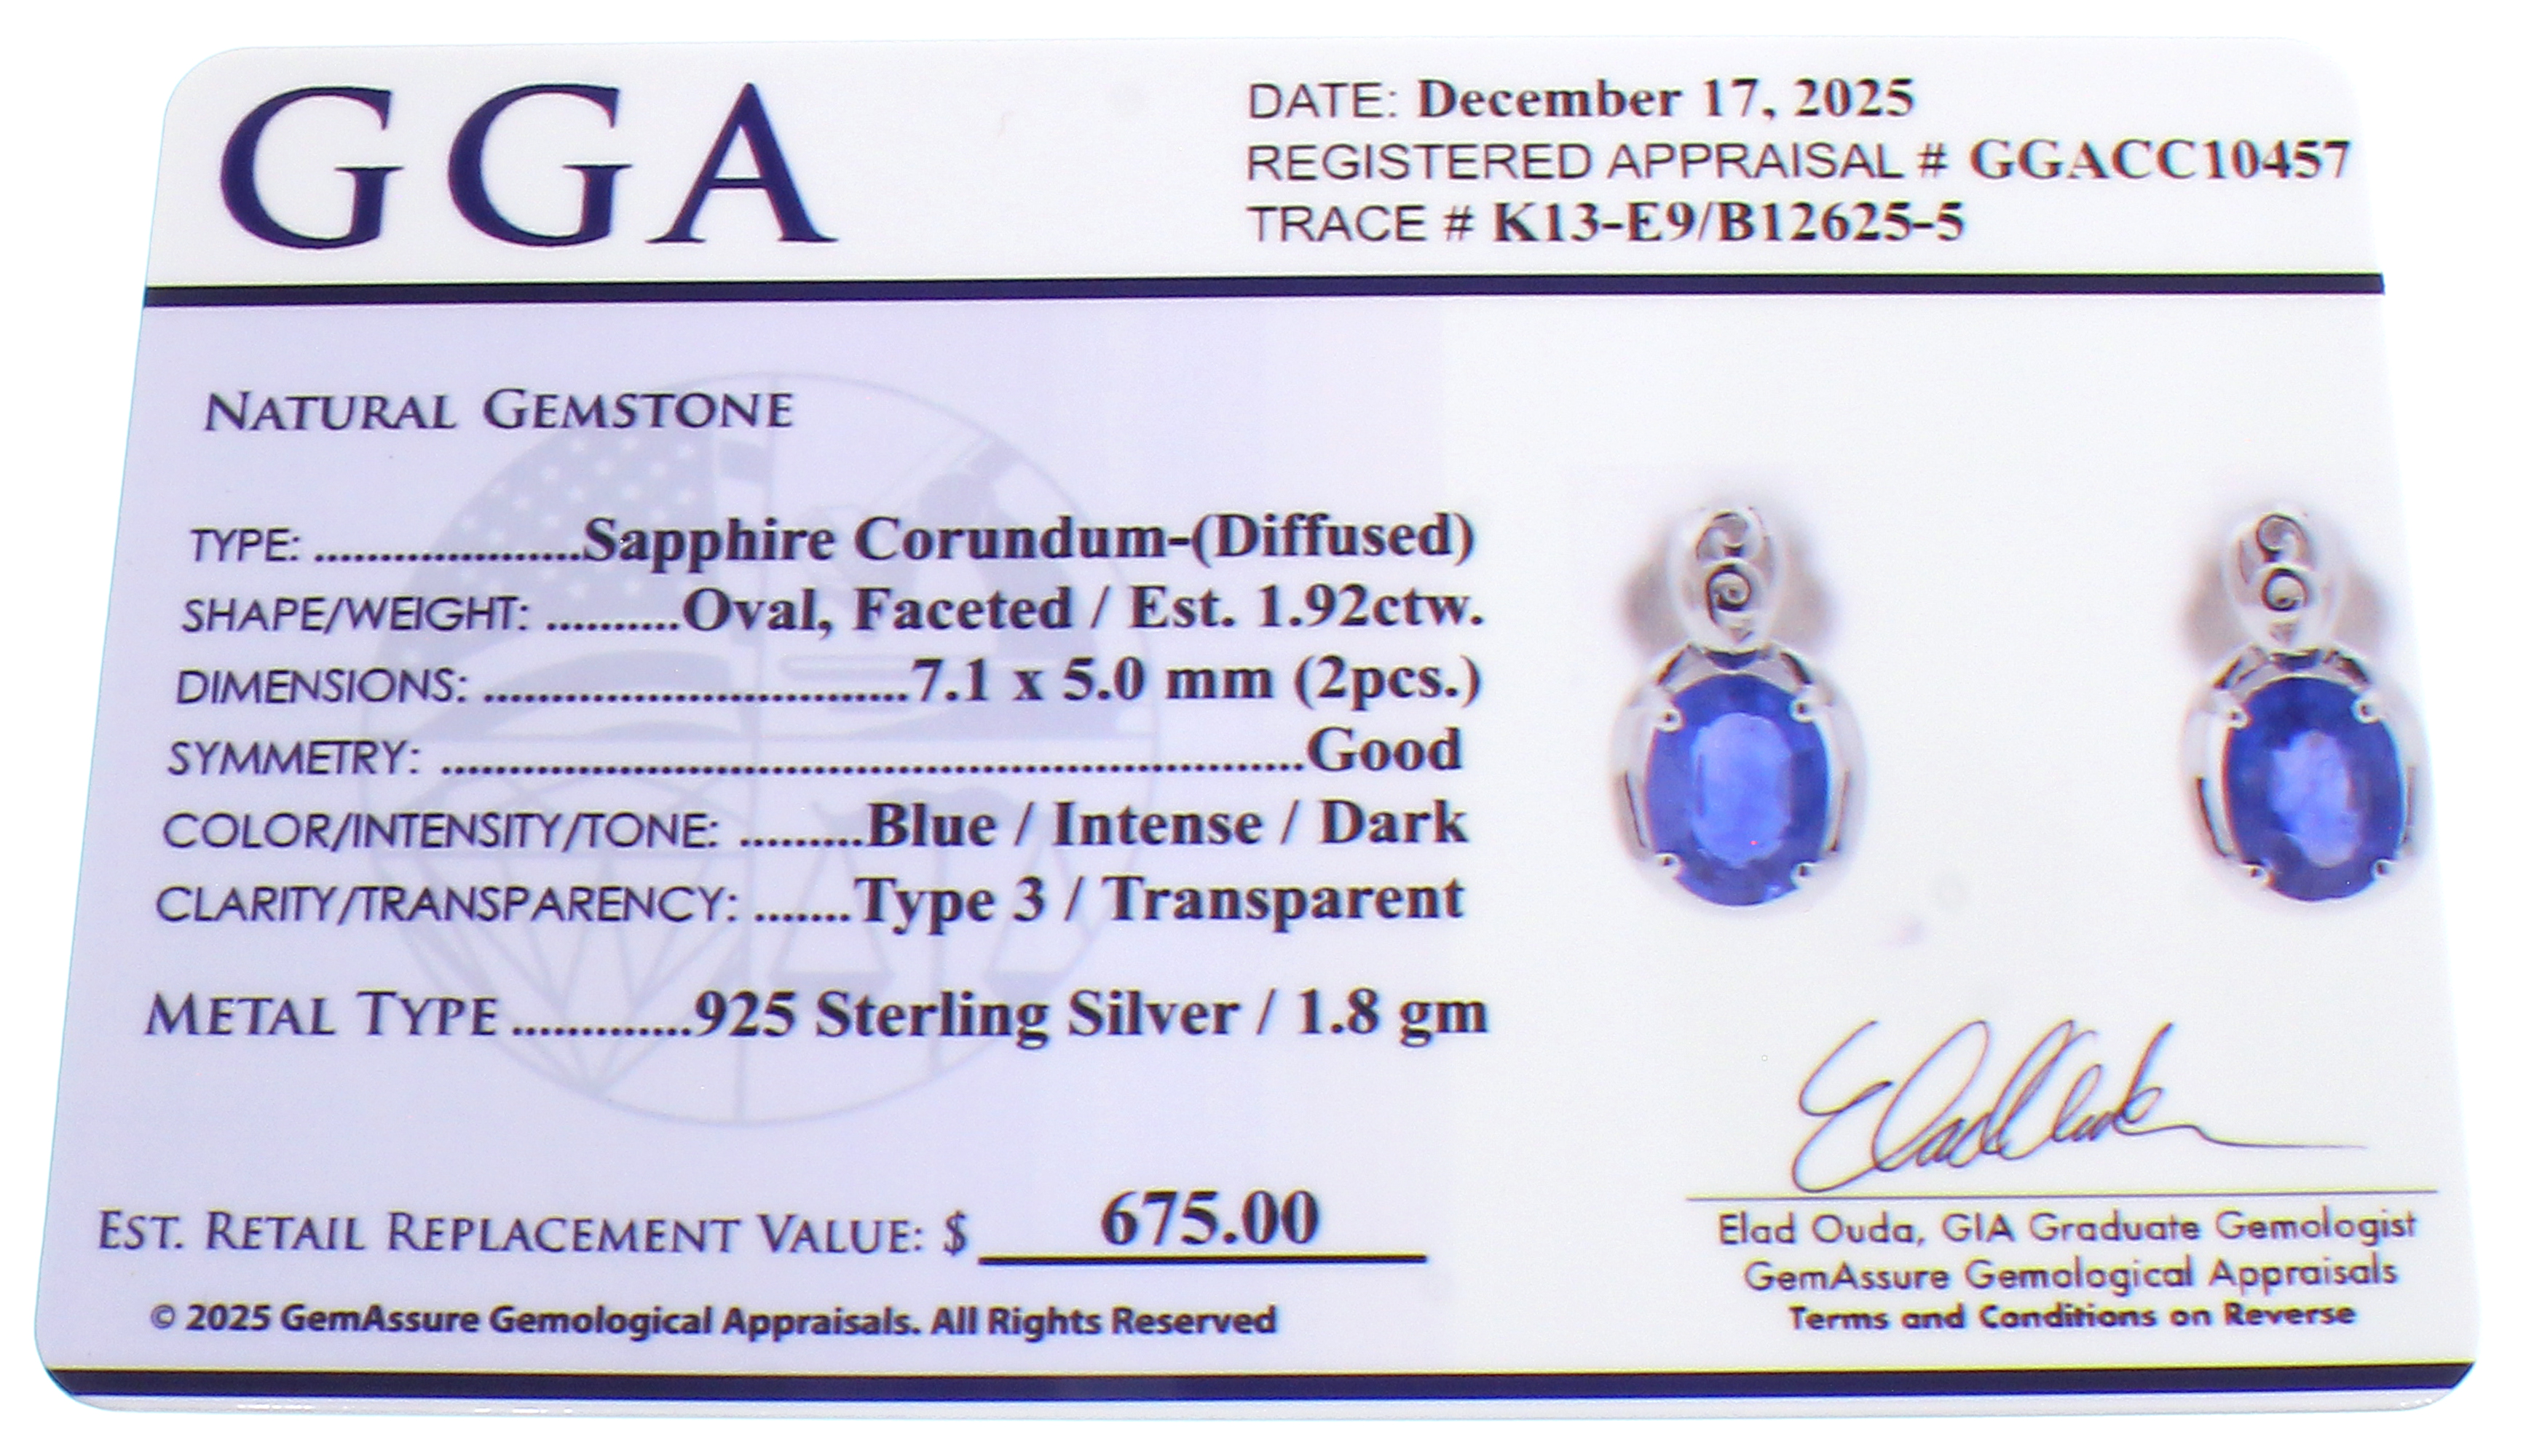 GGA
DATE: December 17, 2025
REGISTERED APPRAISAL # GGACC10457
TRACE # K13-E9/B12625-5
NATURAL GEMSTONE
TYPE: ....................Sapphire Corundum-(Diffused)
SHAPE/WEIGHT: ..........Oval, Faceted / Est. 1.92ctw.
DIMENSIONS: ................................7.1 x 5.0 mm (2pcs.)
SYMMETRY: .................................................................Good
COLOR/INTENSITY/TONE: .........Blue / Intense / Dark
CLARITY/TRANSPARENCY: .......Type 3 / Transparent
METAL TYPE .............925 Sterling Silver / 1.8 gm
EST. RETAIL REPLACEMENT VALUE: $ 675.00
© 2025 GemAssure Gemological Appraisals. All Rights Reserved
Elad Ouda, GIA Graduate Gemologist
GemAssure Gemological Appraisals
Terms and Conditions on Reverse